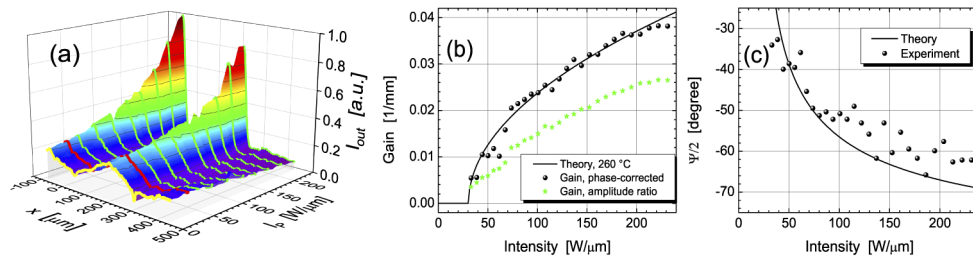 (a)
1.0
0.8
0.6
0.4
0.2
0.0
I_out [a.u.]
-100
0
100
200
300
400
500
x [µm]
0
50
100
150
200
I_P [W/µm]
(b)
0.04
0.03
0.02
0.01
0.00
Gain [1/mm]
Theory, 260 °C
Gain, phase-corrected
Gain, amplitude ratio
0 50 100 150 200
Intensity [W/µm]
(c)
Theory
Experiment
-30
-40
-50
-60
-70
Ψ/2 [degree]
0 50 100 150 200
Intensity [W/µm]